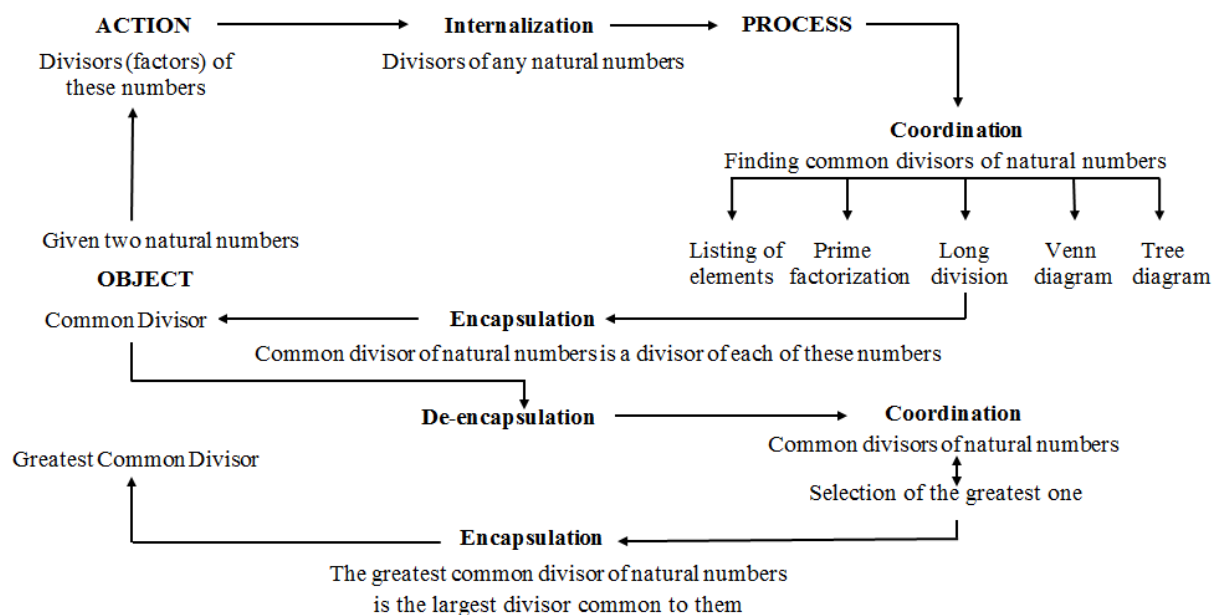 ACTION
Internalization
PROCESS
Divisors (factors) of
these numbers
Divisors of any natural numbers
Coordination
Finding common divisors of natural numbers
Given two natural numbers
Listing of
elements
Prime
factorization
Long
division
Venn
diagram
Tree
diagram
OBJECT
Common Divisor
Encapsulation
Common divisor of natural numbers is a divisor of each of these numbers
De-encapsulation
Coordination
Common divisors of natural numbers
Greatest Common Divisor
Selection of the greatest one
Encapsulation
The greatest common divisor of natural numbers
is the largest divisor common to them